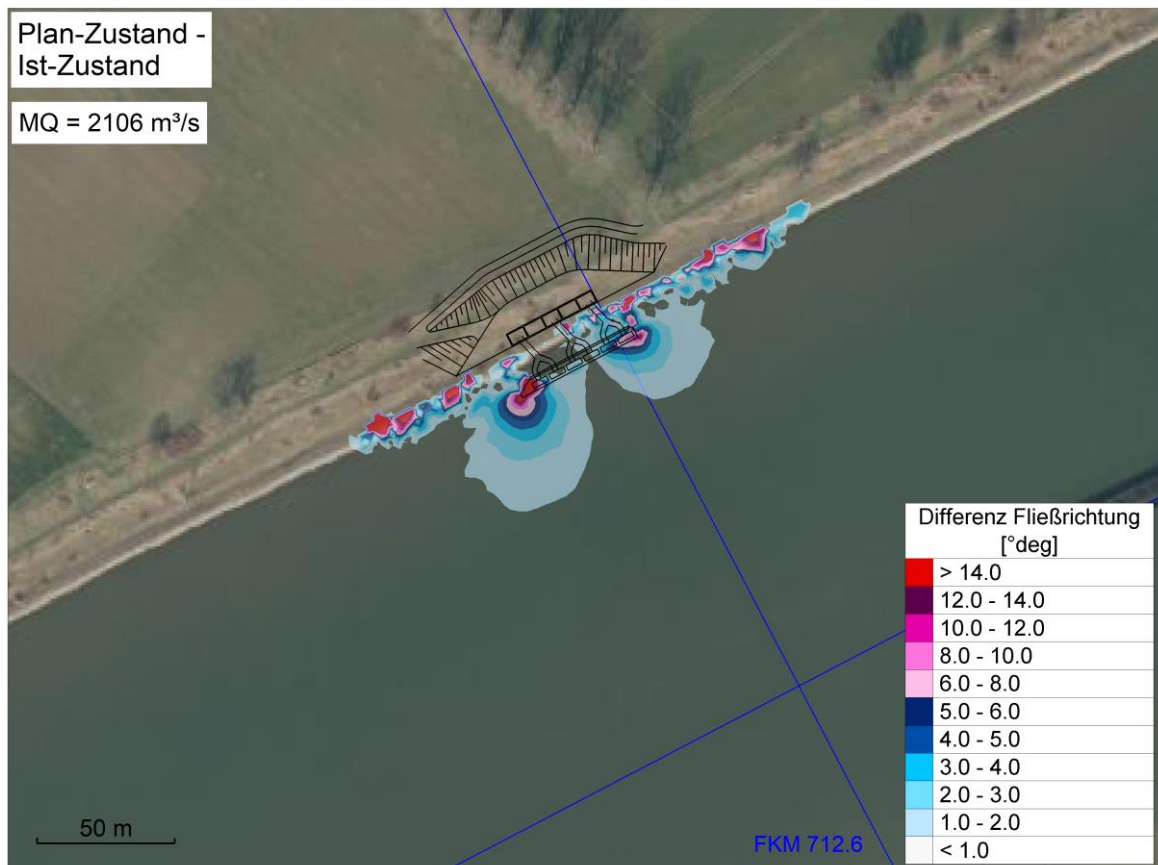 Plan-Zustand -
Ist-Zustand
MQ = 2106 m³/s
Differenz Fließrichtung
[°deg]
> 14.0
12.0 - 14.0
10.0 - 12.0
8.0 - 10.0
6.0 - 8.0
5.0 - 6.0
4.0 - 5.0
3.0 - 4.0
2.0 - 3.0
1.0 - 2.0
< 1.0
50 m
FKM 712.6